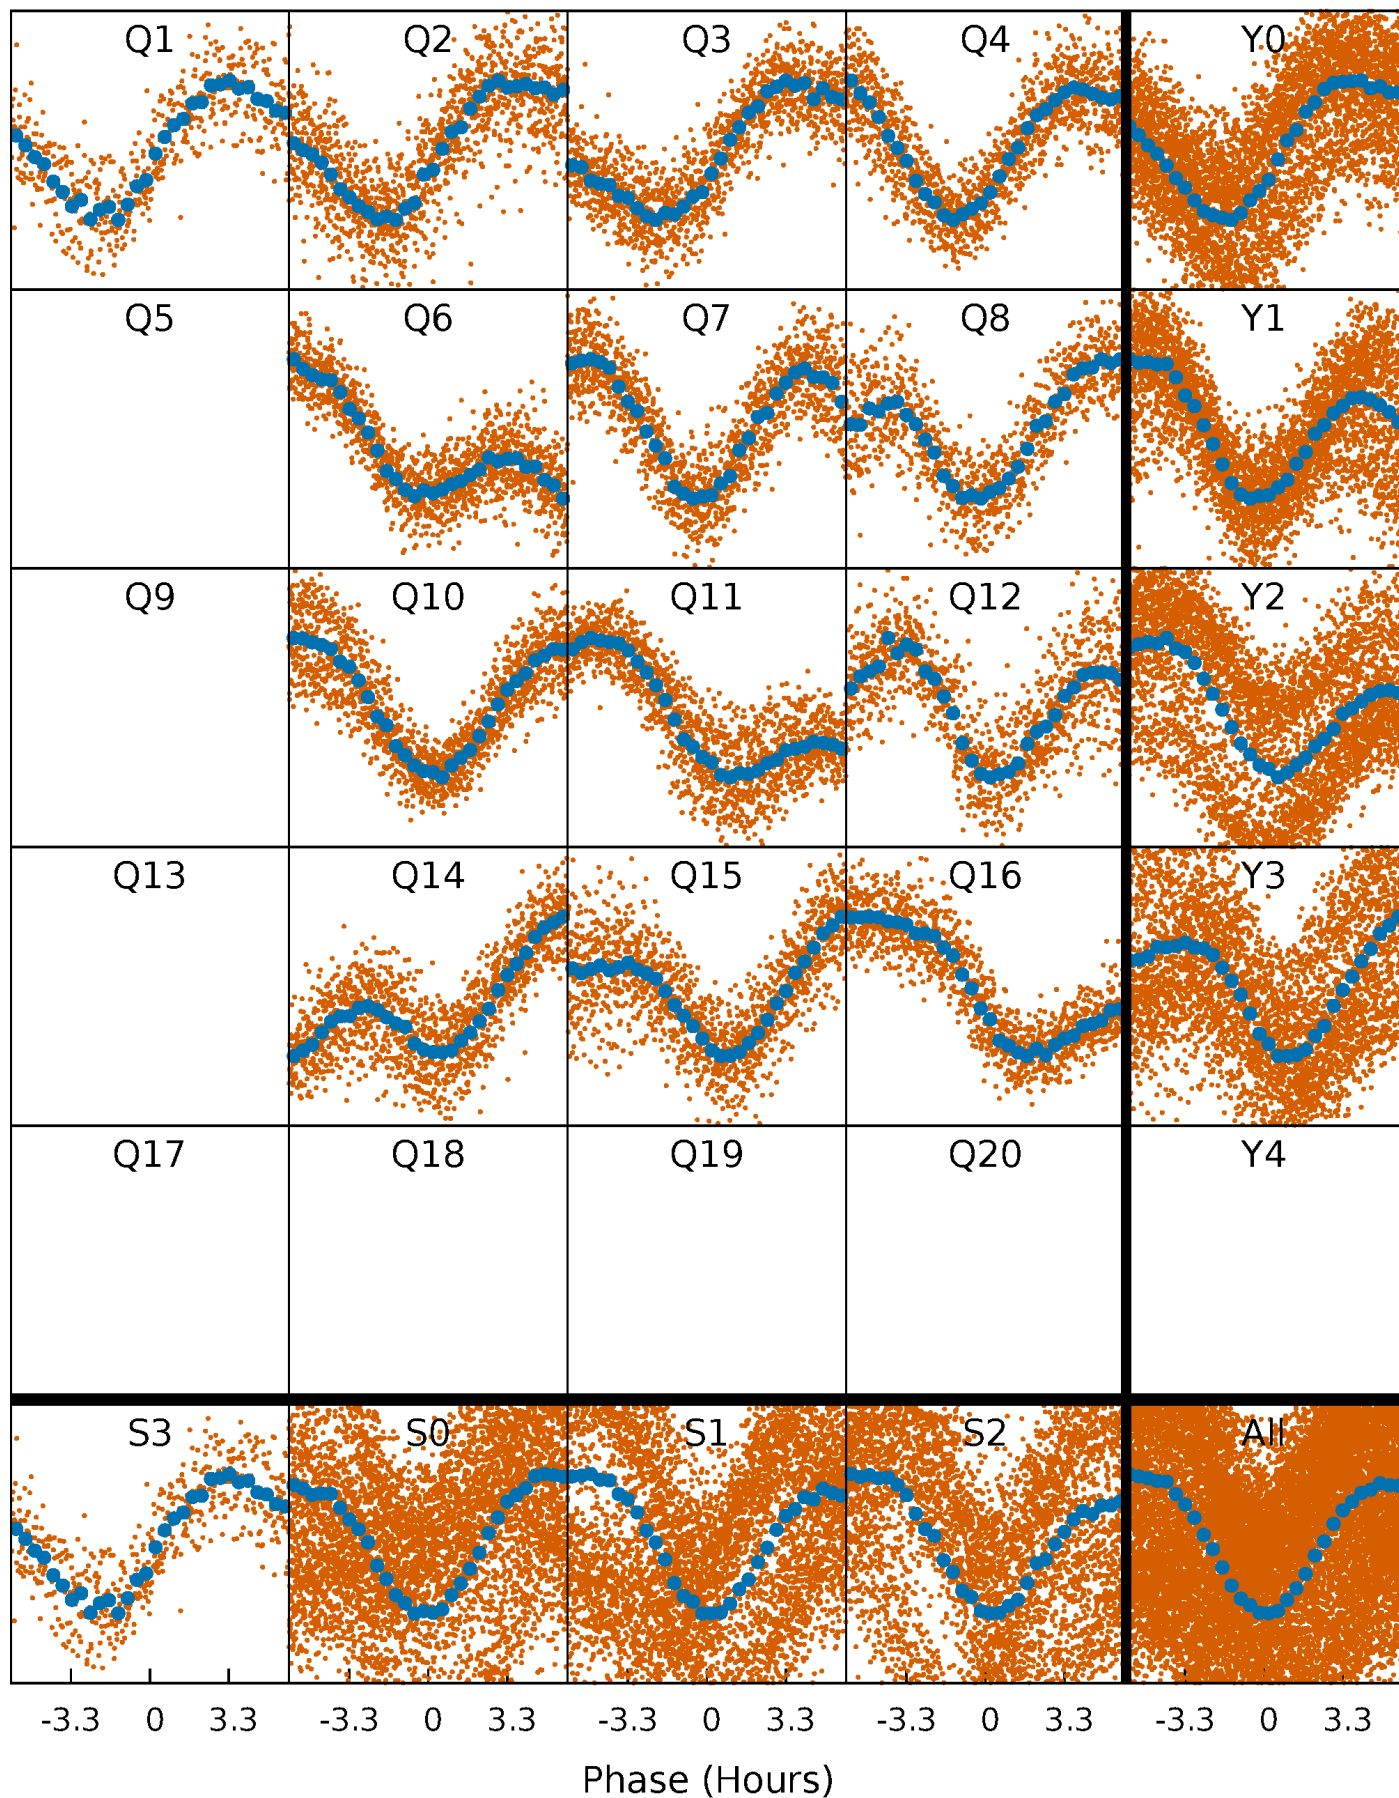 Q1 Q2 Q3 Q4 Y0
Q5 Q6 Q7 Q8 Y1
Q9 Q10 Q11 Q12 Y2
Q13 Q14 Q15 Q16 Y3
Q17 Q18 Q19 Q20 Y4
S3 S0 S1 S2 All
-3.3 0 3.3 -3.3 0 3.3 -3.3 0 3.3 -3.3 0 3.3 -3.3 0 3.3
Phase (Hours)